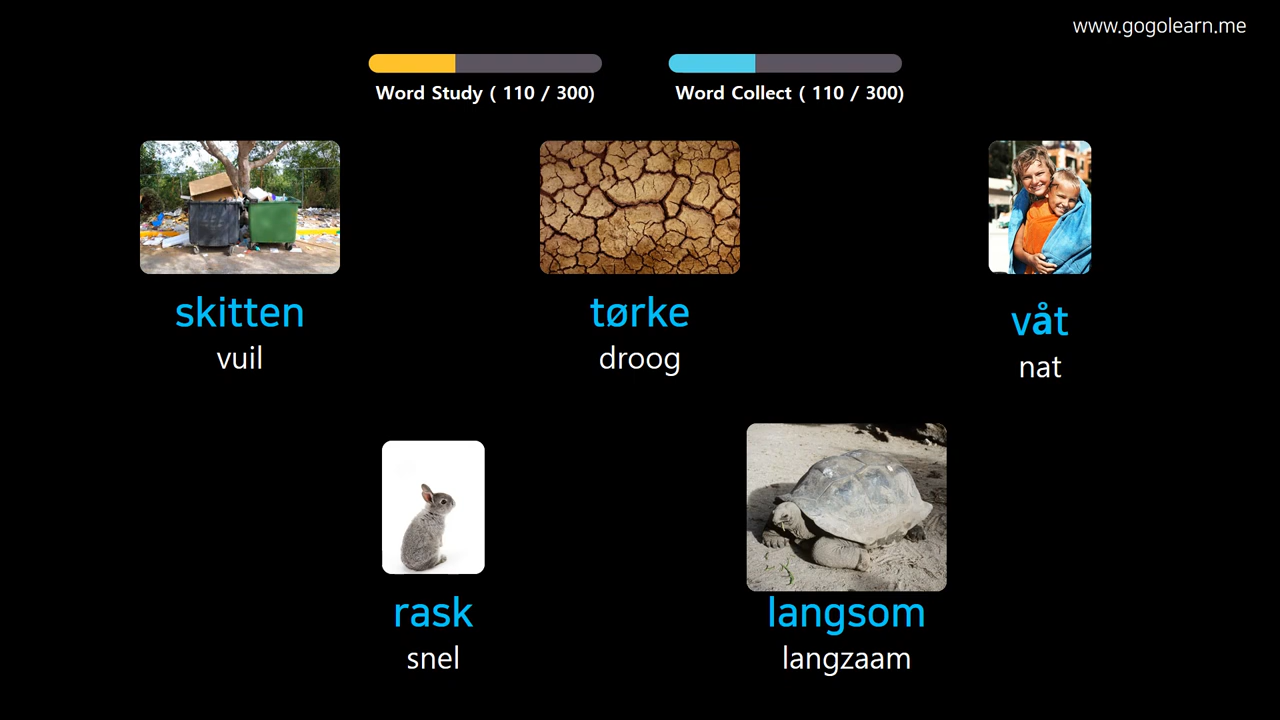 www.gogolearn.me
Word Study ( 110 / 300)
Word Collect ( 110 / 300)
skitten
vuil
tørke
droog
våt
nat
rask
snel
langsom
langzaam